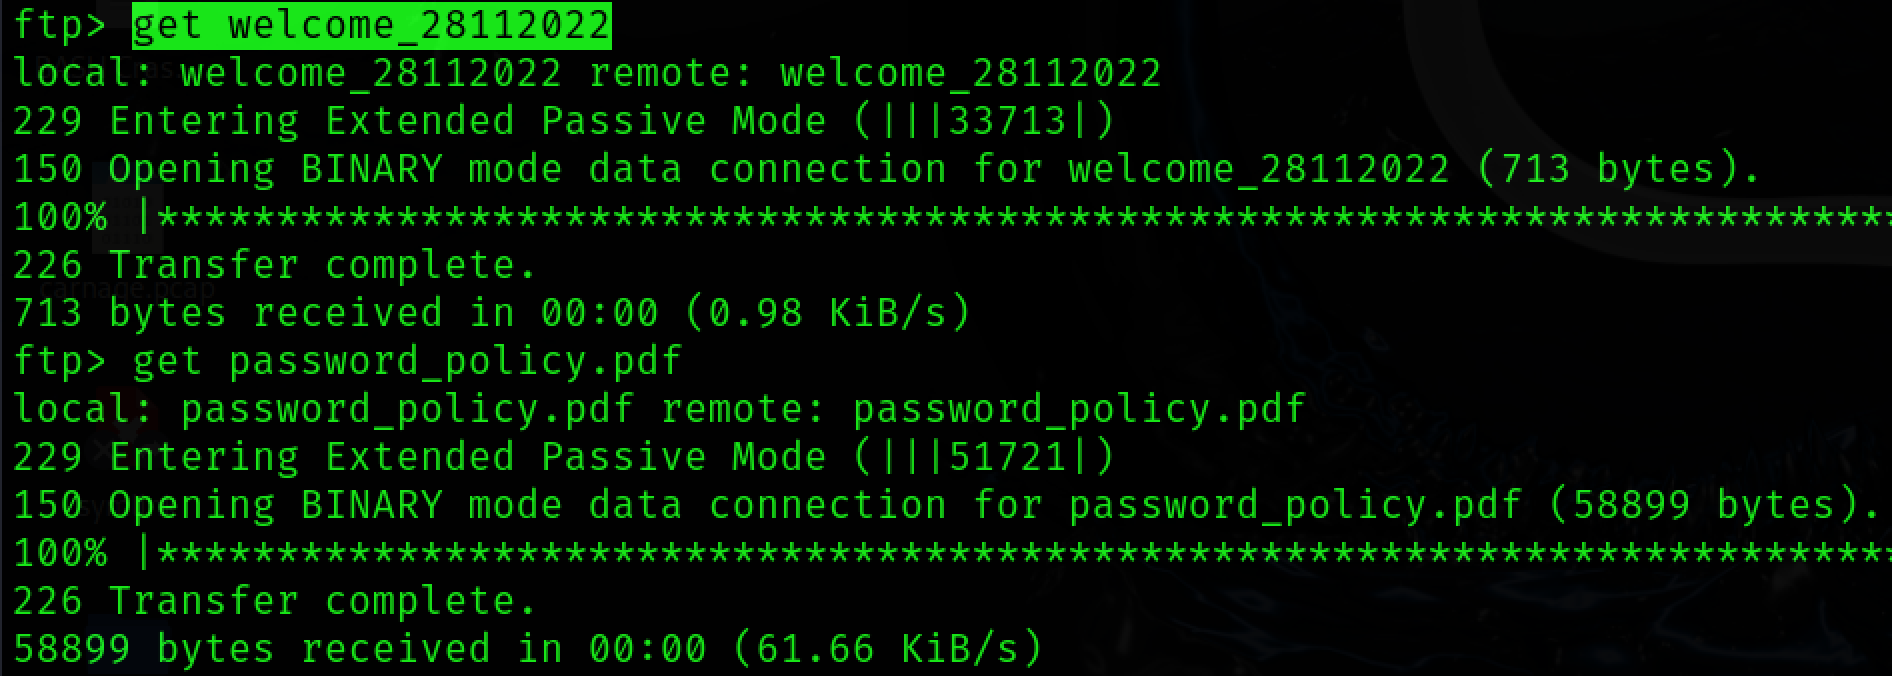 ftp> get welcome_28112022
local: welcome_28112022 remote: welcome_28112022
229 Entering Extended Passive Mode (|||33713|)
150 Opening BINARY mode data connection for welcome_28112022 (713 bytes).
100% |*************************************************************************
226 Transfer complete.
carnage.pcap
713 bytes received in 00:00 (0.98 KiB/s)
ftp> get password_policy.pdf
local: password_policy.pdf remote: password_policy.pdf
229 Entering Extended Passive Mode (|||51721|)
150 Opening BINARY mode data connection for password_policy.pdf (58899 bytes).
100% |*************************************************************************
226 Transfer complete.
58899 bytes received in 00:00 (61.66 KiB/s)